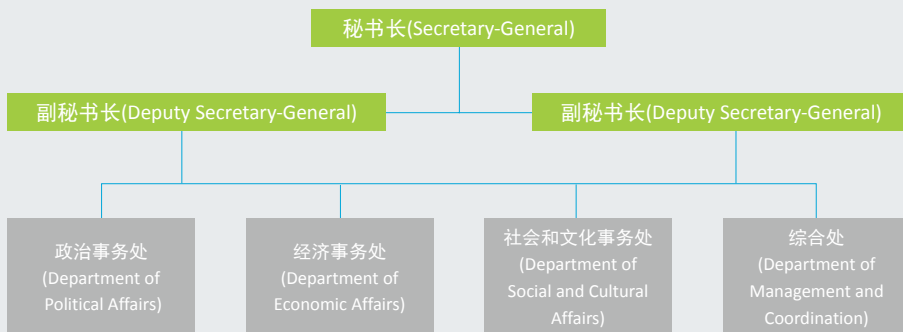 秘书长(Secretary-General)
副秘书长(Deputy Secretary-General)
副秘书长(Deputy Secretary-General)
政治事务处
(Department of
Political Affairs)
经济事务处
(Department of
Economic Affairs)
社会和文化事务处
(Department of
Social and Cultural
Affairs)
综合处
(Department of
Management and
Coordination)